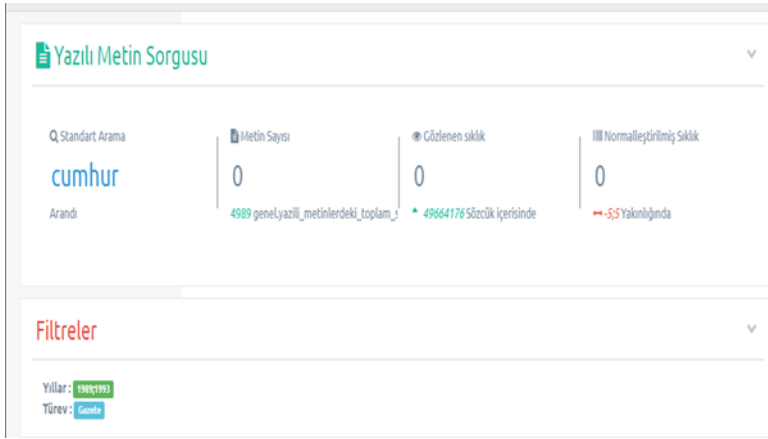 Yazılı Metin Sorgusu
Standart Arama
cumhur
Arandı
Metin Sayısı
0
4989 genel.yazili_metinlerdeki_toplam_s
Gözlenen sıklık
0
49664176 Sözcük içerisinde
Normalleştirilmiş Sıklık
0
-5;5 Yakınlığında
Filtreler
Yıllar : 1989;1993
Türev : Gazete